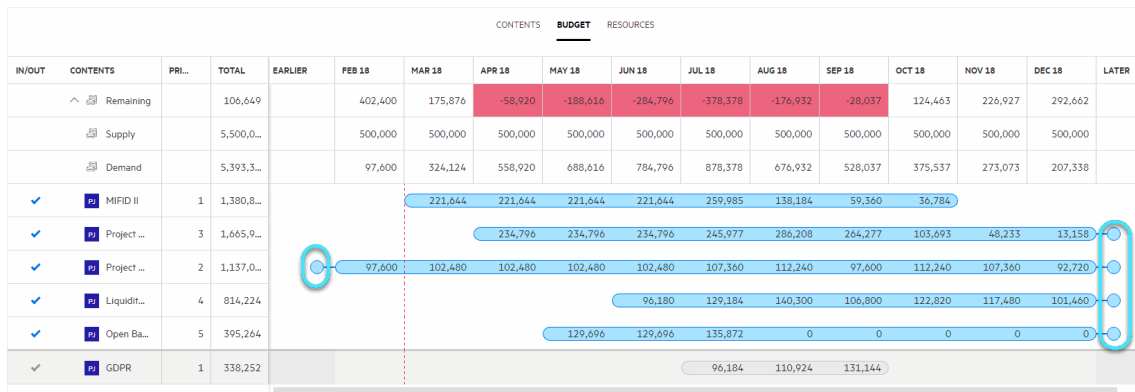 CONTENTS BUDGET RESOURCES
IN/OUT CONTENTS PRI... TOTAL EARLIER FEB 18 MAR 18 APR 18 MAY 18 JUN 18 JUL 18 AUG 18 SEP 18 OCT 18 NOV 18 DEC 18 LATER
Remaining 106,649 402,400 175,876 -58,920 -188,616 -284,796 -378,378 -176,932 -28,037 124,463 226,927 292,662
Supply 5,500,0... 500,000 500,000 500,000 500,000 500,000 500,000 500,000 500,000 500,000 500,000 500,000
Demand 5,393,3... 97,600 324,124 558,920 688,616 784,796 878,378 676,932 528,037 375,537 273,073 207,338
PJ MIFID II 1 1,380,8... 221,644 221,644 221,644 221,644 259,985 138,184 59,360 36,784
PJ Project ... 3 1,665,9... 234,796 234,796 234,796 245,977 286,208 264,277 103,693 48,233 13,158
PJ Project ... 2 1,137,0... 97,600 102,480 102,480 102,480 102,480 107,360 112,240 97,600 112,240 107,360 92,720
PJ Liquidit... 4 814,224 96,180 129,184 140,300 106,800 122,820 117,480 101,460
PJ Open Ba... 5 395,264 129,696 129,696 135,872 0 0 0 0 0
PJ GDPR 1 338,252 96,184 110,924 131,144